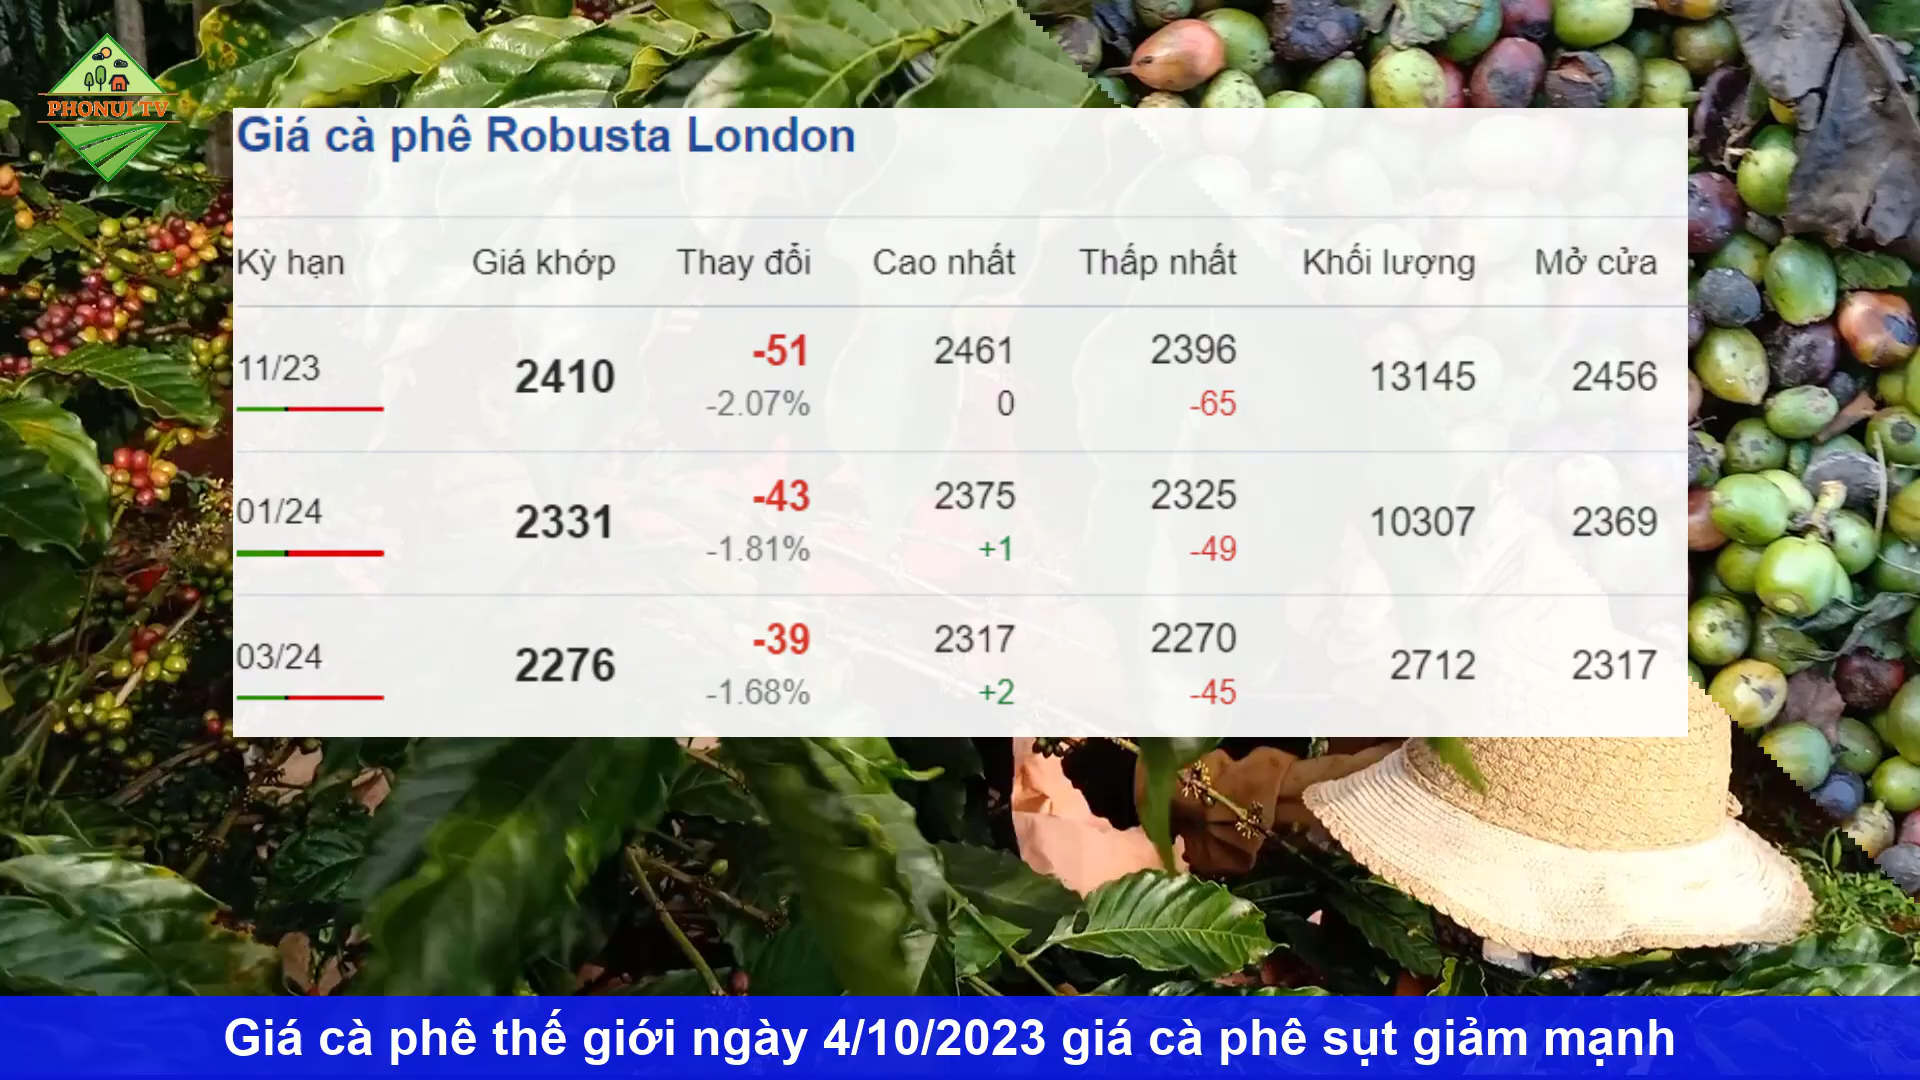 PHONUI TV
Giá cà phê Robusta London
Kỳ hạn Giá khớp Thay đổi Cao nhất Thấp nhất Khối lượng Mở cửa
11/23 2410 -51 2461 2396 13145 2456
-2.07% 0 -65
01/24 2331 -43 2375 2325 10307 2369
-1.81% +1 -49
03/24 2276 -39 2317 2270 2712 2317
-1.68% +2 -45
Giá cà phê thế giới ngày 4/10/2023 giá cà phê sụt giảm mạnh